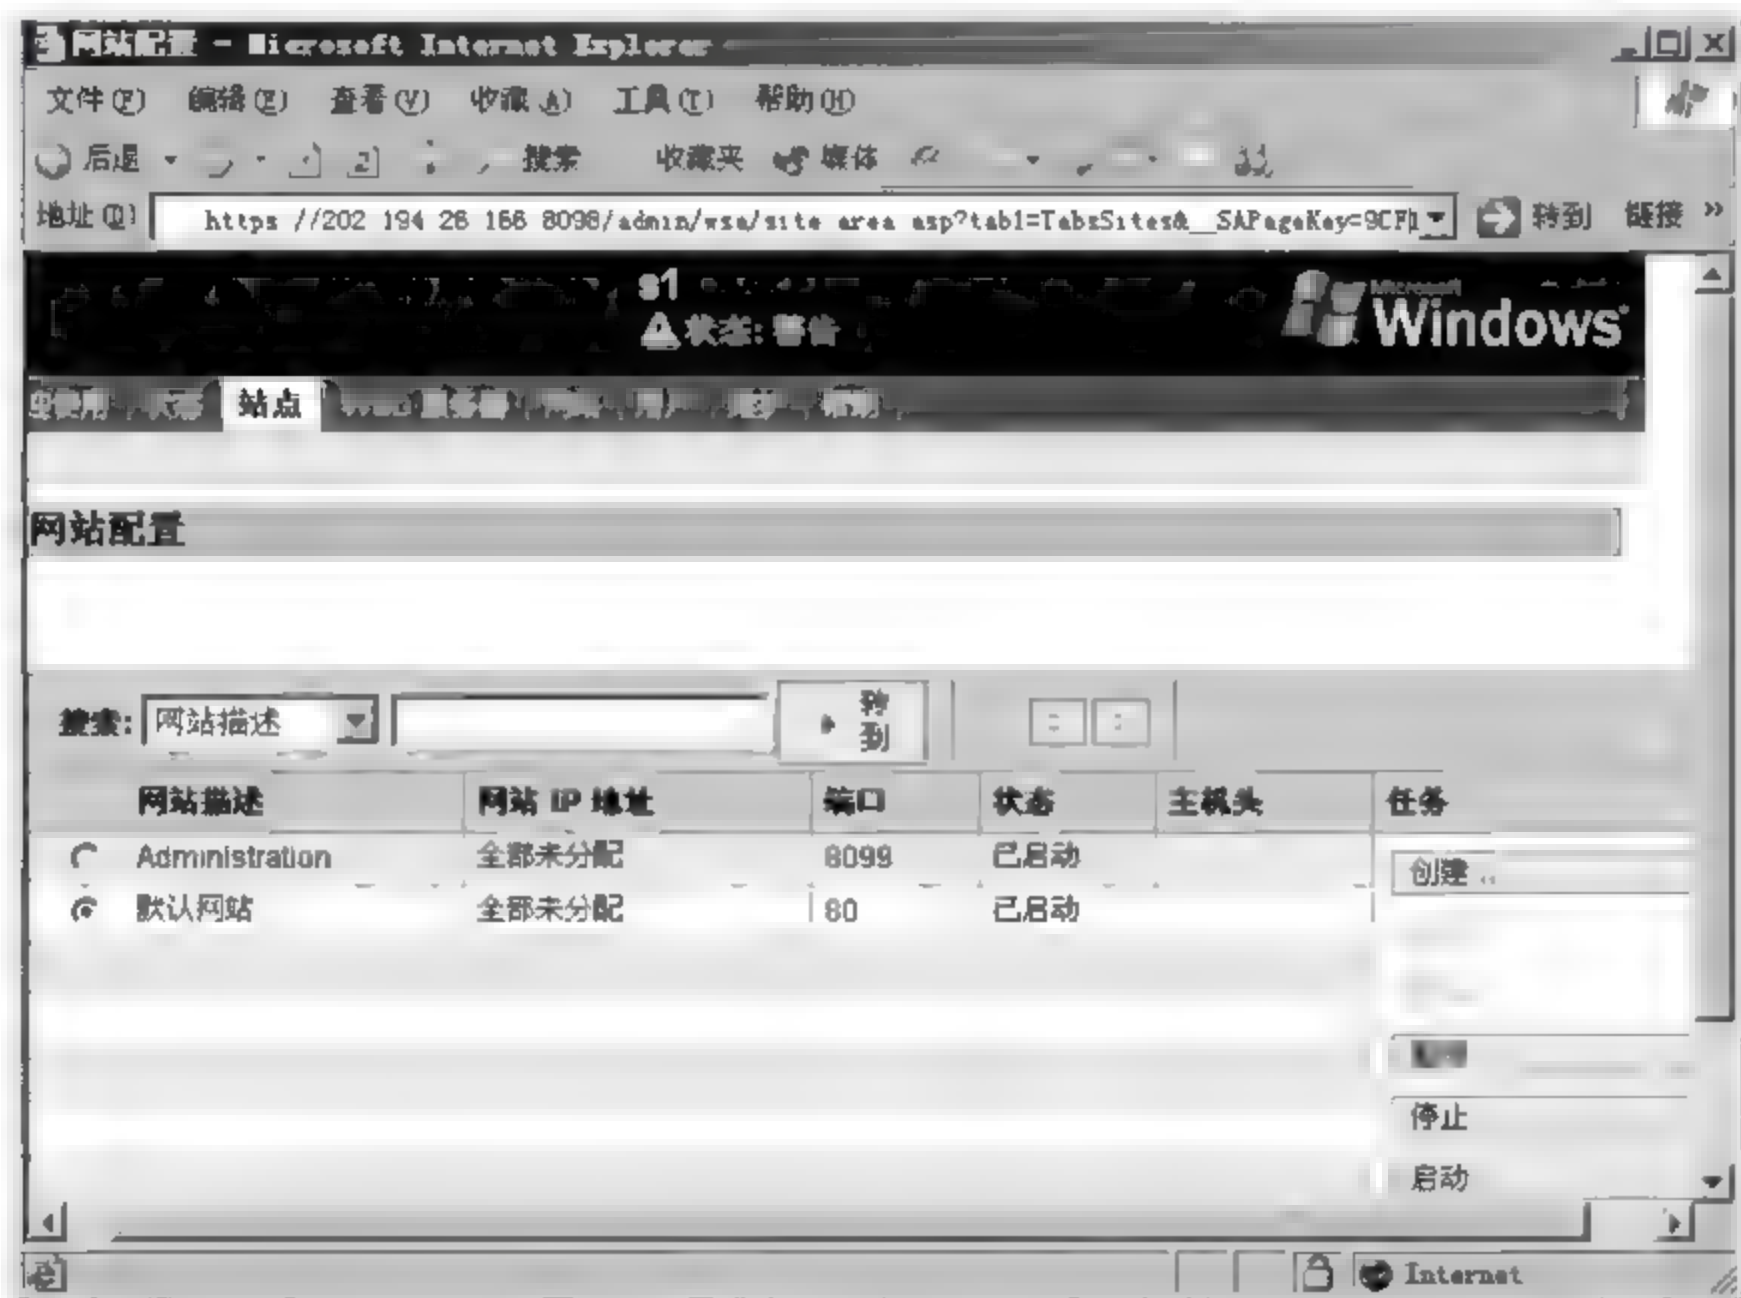 网站配置 - Microsoft Internet Explorer
文件(F) 编辑(E) 查看(V) 收藏(A) 工具(T) 帮助(H)
后退 搜索 收藏夹 媒体
地址(D) https //202 194 26 166 8098/admin/wsa/site area asp?tab1=TabsSites&__SAPageKey=9CF 转到 链接 »
s1
状态: 警告
Microsoft
Windows
站点
网站配置
搜索: 网站描述 转到
网站描述 网站 IP 地址 端口 状态 主机头 任务
Administration 全部未分配 8099 已启动
创建 ..
默认网站 全部未分配 80 已启动
停止
启动
Internet